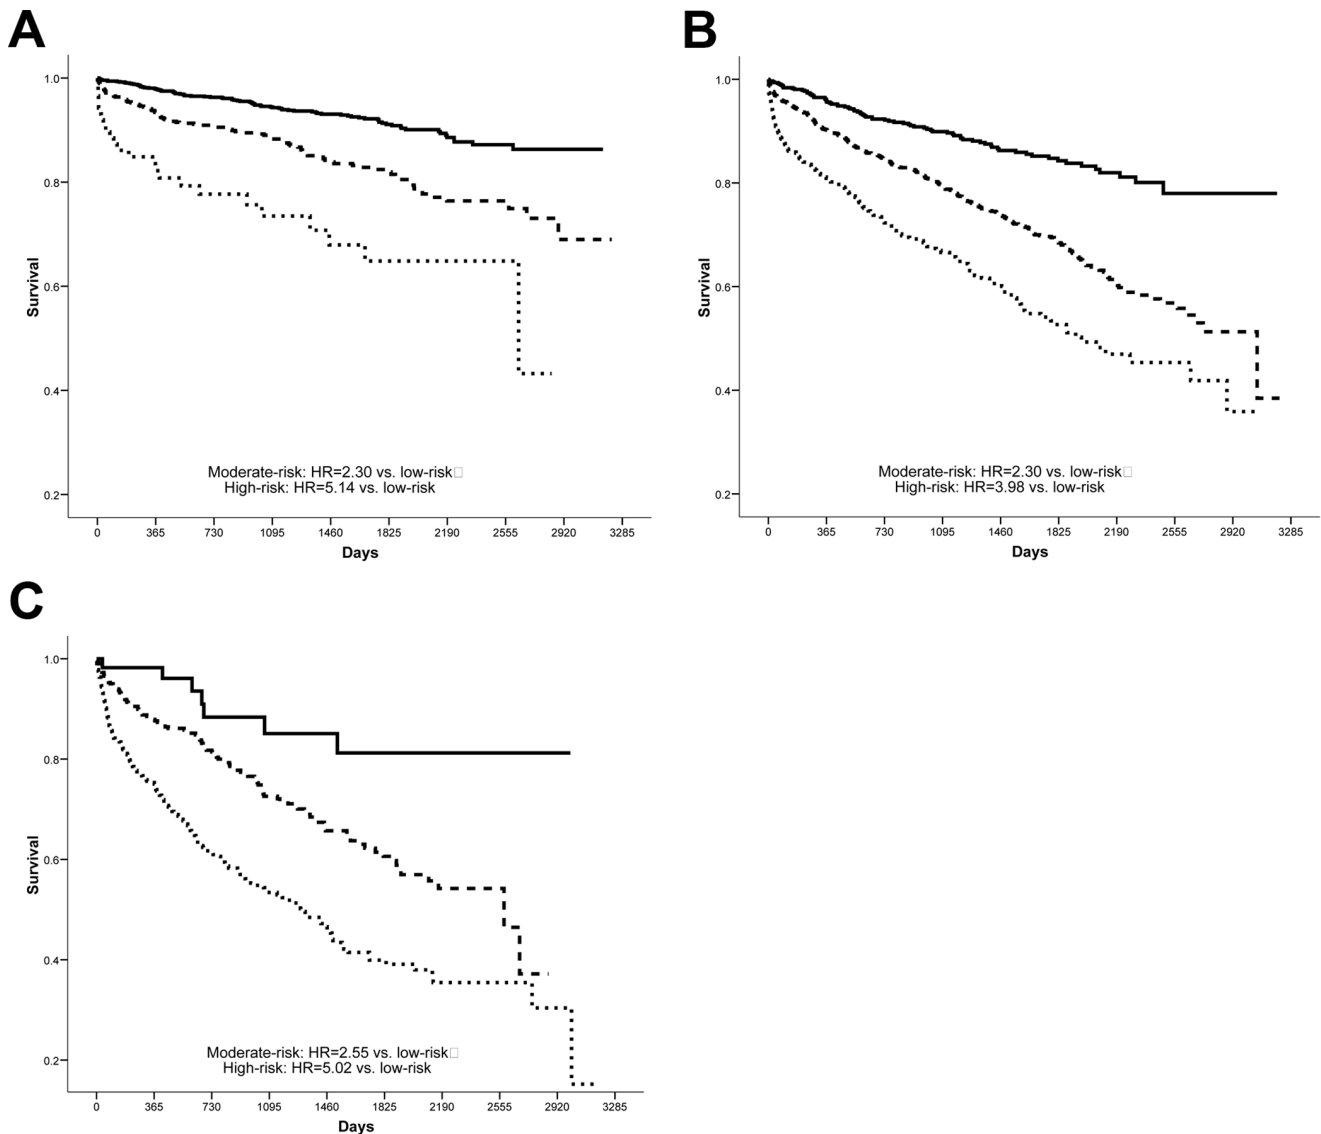 A
B
1.0
0.8
0.6
0.4
0.2
Survival
Moderate-risk: HR=2.30 vs. low-risk□
High-risk: HR=5.14 vs. low-risk
0 365 730 1095 1460 1825 2190 2555 2920 3285
Days
1.0
0.8
0.6
0.4
0.2
Survival
Moderate-risk: HR=2.30 vs. low-risk□
High-risk: HR=3.98 vs. low-risk
0 365 730 1095 1460 1825 2190 2555 2920 3285
Days
C
1.0
0.8
0.6
0.4
0.2
Survival
Moderate-risk: HR=2.55 vs. low-risk□
High-risk: HR=5.02 vs. low-risk
0 365 730 1095 1460 1825 2190 2555 2920 3285
Days